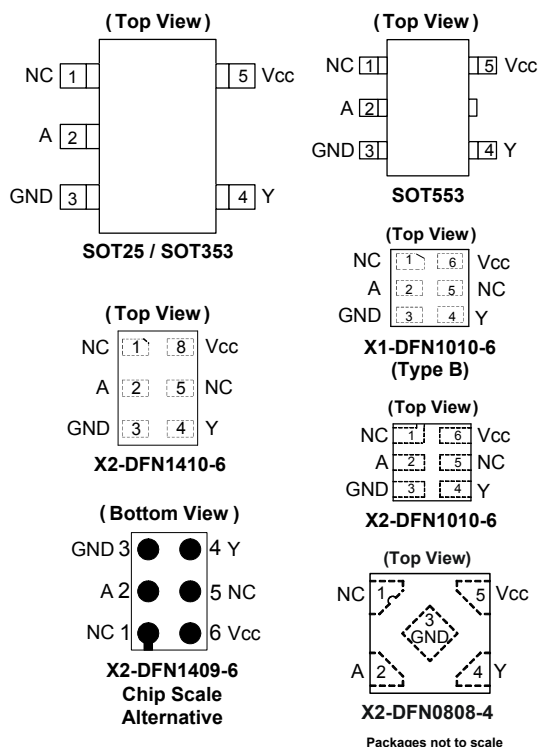 (Top View)
NC 1 5 Vcc
A 2
GND 3 4 Y
SOT25 / SOT353
(Top View)
NC 1 5 Vcc
A 2
GND 3 4 Y
SOT553
(Top View)
NC 1 6 Vcc
A 2 5 NC
GND 3 4 Y
X1-DFN1010-6
(Type B)
(Top View)
NC 1 8 Vcc
A 2 5 NC
GND 3 4 Y
X2-DFN1410-6
(Top View)
NC 1 6 Vcc
A 2 5 NC
GND 3 4 Y
X2-DFN1010-6
(Bottom View)
GND 3 4 Y
A 2 5 NC
NC 1 6 Vcc
X2-DFN1409-6
Chip Scale
Alternative
(Top View)
NC 1 5 Vcc
3
GND
A 2 4 Y
X2-DFN0808-4
Packages not to scale